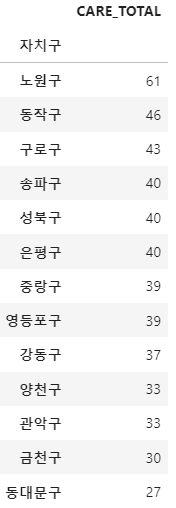 CARE_TOTAL
자치구
노원구 61
동작구 46
구로구 43
송파구 40
성북구 40
은평구 40
중랑구 39
영등포구 39
강동구 37
양천구 33
관악구 33
금천구 30
동대문구 27